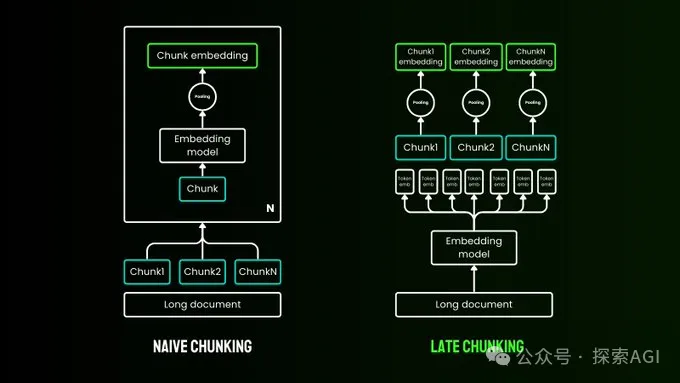 Chunk embedding
Pooling
Embedding
model
Chunk
N
Chunk1
Chunk2
ChunkN
Long document
NAIVE CHUNKING
Chunk1
embedding
Chunk2
embedding
ChunkN
embedding
Pooling
Pooling
Pooling
Chunk1
Chunk2
ChunkN
Token
emb
Token
emb
Token
emb
Token
emb
Token
emb
Token
emb
Token
emb
Embedding
model
Long document
LATE CHUNKING
公众号 · 探索AGI